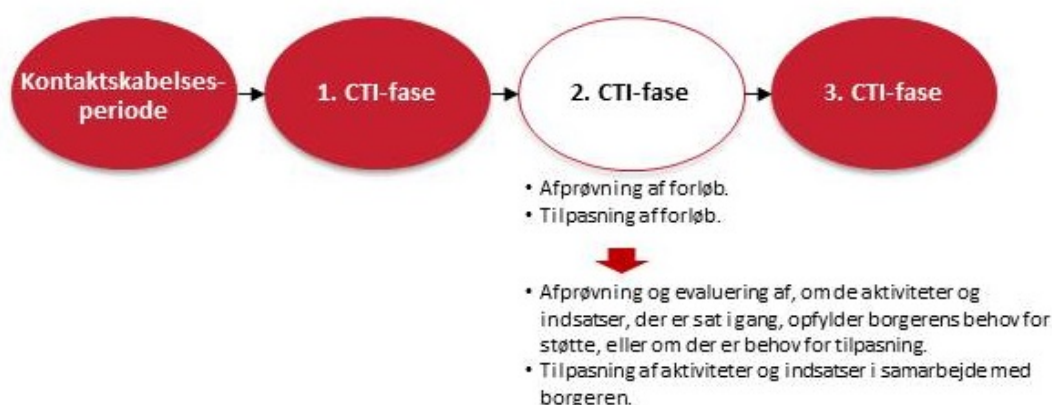 Kontaktskabelses-
periode
1. CTI-fase
2. CTI-fase
3. CTI-fase
• Afprøvning af forløb.
• Tilpasning af forløb.
• Afprøvning og evaluering af, om de aktiviteter og
indsatser, der er sat i gang, opfylder borgerens behov for
støtte, eller om der er behov for tilpasning.
• Tilpasning af aktiviteter og indsatser i samarbejde med
borgeren.